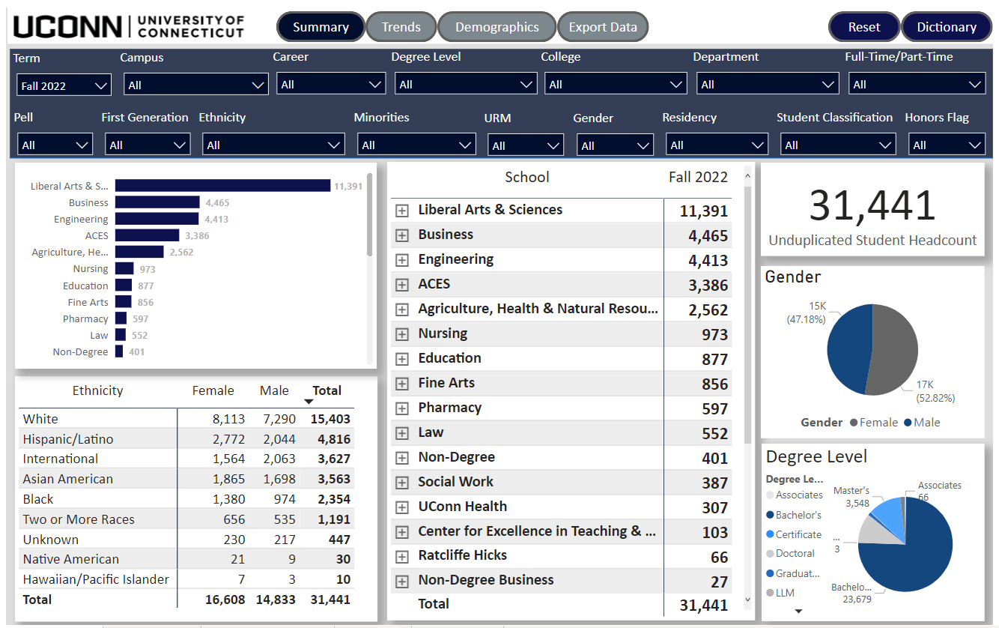 UCONN UNIVERSITY OF CONNECTICUT
Summary Trends Demographics Export Data Reset Dictionary
Term Campus Career Degree Level College Department Full-Time/Part-Time
Fall 2022 All All All All All All
Pell First Generation Ethnicity Minorities URM Gender Residency Student Classification Honors Flag
All All All All All All All All All
Liberal Arts & S... 11,391
Business 4,465
Engineering 4,413
ACES 3,386
Agriculture, He... 2,562
Nursing 973
Education 877
Fine Arts 856
Pharmacy 597
Law 552
Non-Degree 401
Ethnicity Female Male Total
White 8,113 7,290 15,403
Hispanic/Latino 2,772 2,044 4,816
International 1,564 2,063 3,627
Asian American 1,865 1,698 3,563
Black 1,380 974 2,354
Two or More Races 656 535 1,191
Unknown 230 217 447
Native American 21 9 30
Hawaiian/Pacific Islander 7 3 10
Total 16,608 14,833 31,441
School Fall 2022
Liberal Arts & Sciences 11,391
Business 4,465
Engineering 4,413
ACES 3,386
Agriculture, Health & Natural Resou... 2,562
Nursing 973
Education 877
Fine Arts 856
Pharmacy 597
Law 552
Non-Degree 401
Social Work 387
UConn Health 307
Center for Excellence in Teaching & ... 103
Ratcliffe Hicks 66
Non-Degree Business 27
Total 31,441
31,441
Unduplicated Student Headcount
Gender
15K
(47.18%)
17K
(52.82%)
Gender Female Male
Degree Level
Degree Le...
Associates
Bachelor's
Certificate
Doctoral
Graduat...
LLM
Master's
3,548
Associates
66
...
3
Bachelo...
23,679